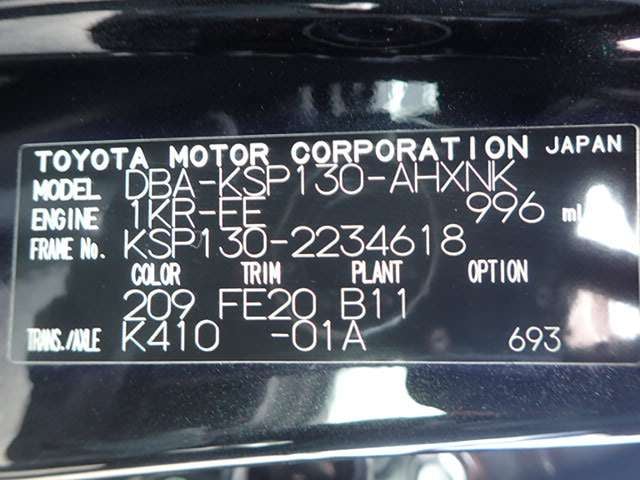 TOYOTA MOTOR CORPORATION JAPAN
MODEL DBA-KSP130-AHXNK
ENGINE 1KR-EE 996 ml
FRAME No. KSP130-2234618
COLOR TRIM PLANT OPTION
209 FE20 B11
TRANS./AXLE K410 -01A 693